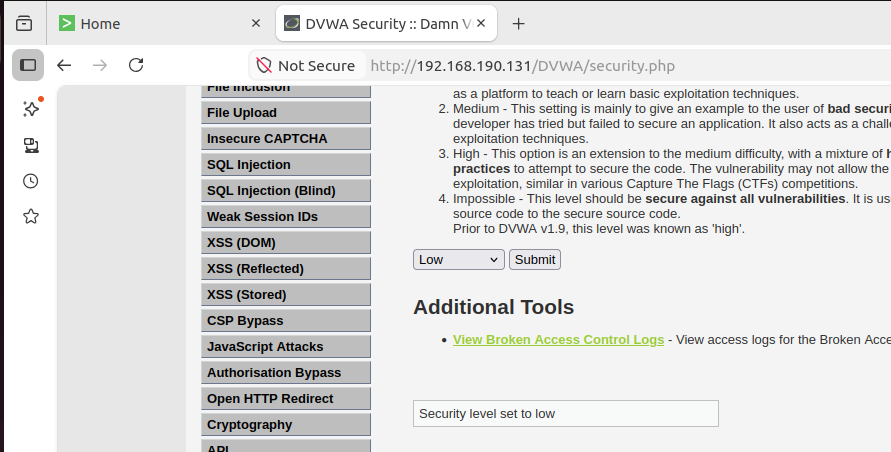 Home
DVWA Security :: Damn V
Not Secure http://192.168.190.131/DVWA/security.php
File Inclusion
File Upload
Insecure CAPTCHA
SQL Injection
SQL Injection (Blind)
Weak Session IDs
XSS (DOM)
XSS (Reflected)
XSS (Stored)
CSP Bypass
JavaScript Attacks
Authorisation Bypass
Open HTTP Redirect
Cryptography
API
as a platform to teach or learn basic exploitation techniques.
2. Medium - This setting is mainly to give an example to the user of bad securi
developer has tried but failed to secure an application. It also acts as a challe
exploitation techniques.
3. High - This option is an extension to the medium difficulty, with a mixture of h
practices to attempt to secure the code. The vulnerability may not allow the
exploitation, similar in various Capture The Flags (CTFs) competitions.
4. Impossible - This level should be secure against all vulnerabilities. It is use
source code to the secure source code.
Prior to DVWA v1.9, this level was known as 'high'.
Low Submit
Additional Tools
• View Broken Access Control Logs - View access logs for the Broken Acce
Security level set to low